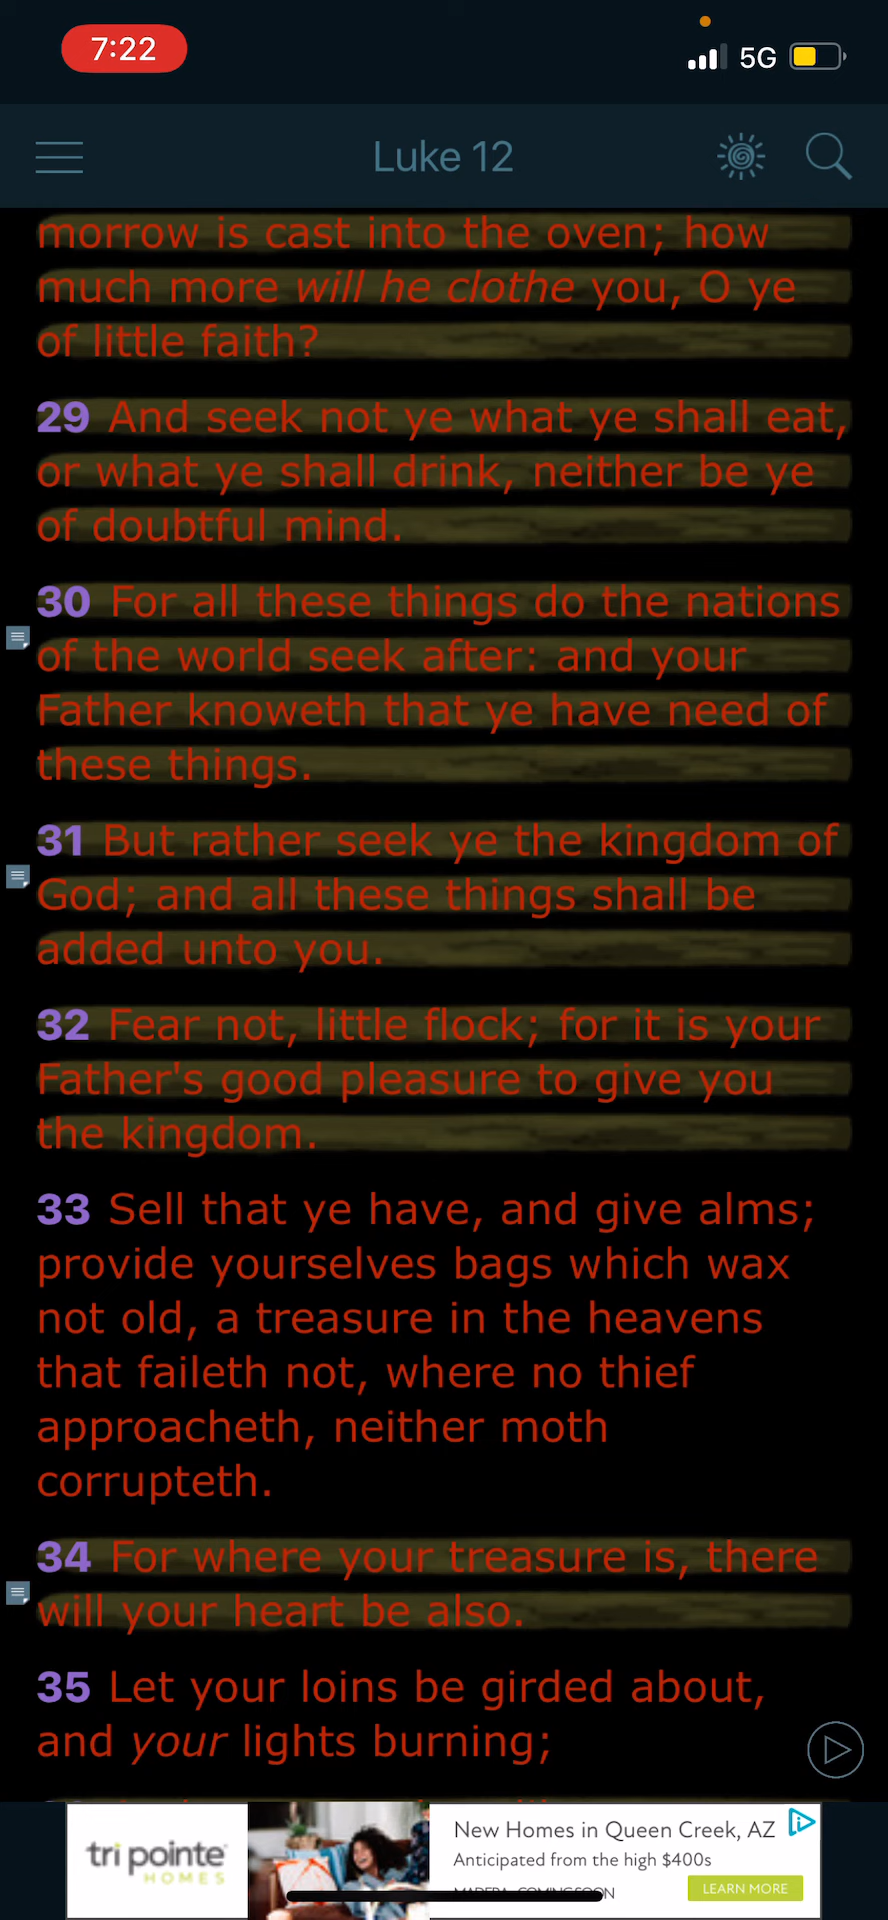 7:22
5G
Luke 12
morrow is cast into the oven; how
much more will he clothe you, O ye
of little faith?
29 And seek not ye what ye shall eat,
or what ye shall drink, neither be ye
of doubtful mind.
30 For all these things do the nations
of the world seek after: and your
Father knoweth that ye have need of
these things.
31 But rather seek ye the kingdom of
God; and all these things shall be
added unto you.
32 Fear not, little flock; for it is your
Father's good pleasure to give you
the kingdom.
33 Sell that ye have, and give alms;
provide yourselves bags which wax
not old, a treasure in the heavens
that faileth not, where no thief
approacheth, neither moth
corrupteth.
34 For where your treasure is, there
will your heart be also.
35 Let your loins be girded about,
and your lights burning;
tri pointe
HOMES
New Homes in Queen Creek, AZ
Anticipated from the high $400s
LEARN MORE